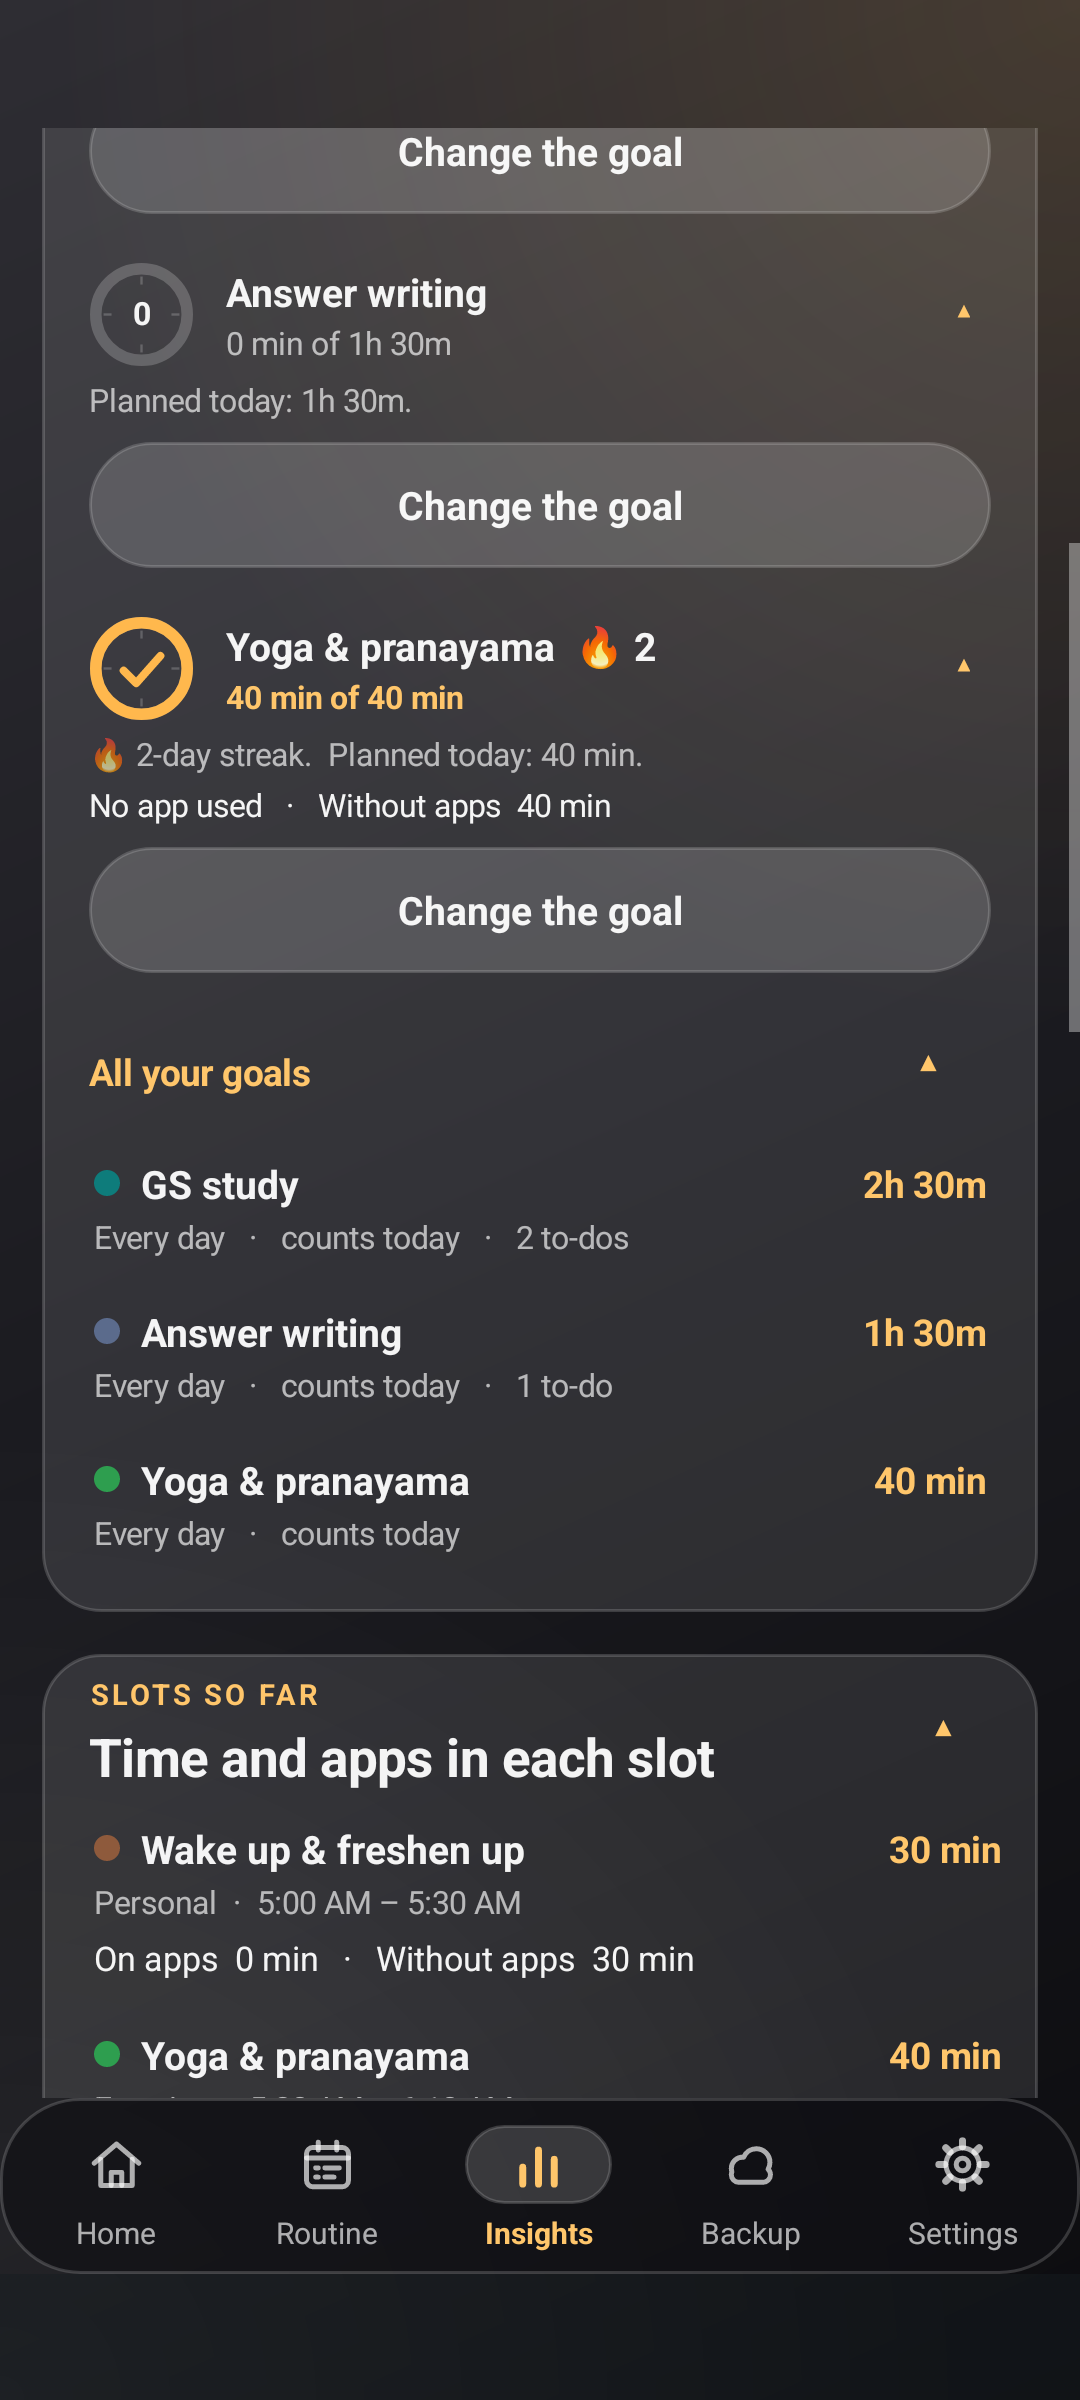 Change the goal
0
Answer writing
0 min of 1h 30m
Planned today: 1h 30m.
Change the goal
Yoga & pranayama 🔥 2
40 min of 40 min
🔥 2-day streak. Planned today: 40 min.
No app used · Without apps 40 min
Change the goal
All your goals
GS study 2h 30m
Every day · counts today · 2 to-dos
Answer writing 1h 30m
Every day · counts today · 1 to-do
Yoga & pranayama 40 min
Every day · counts today
SLOTS SO FAR
Time and apps in each slot
Wake up & freshen up 30 min
Personal · 5:00 AM – 5:30 AM
On apps 0 min · Without apps 30 min
Yoga & pranayama 40 min
Home Routine Insights Backup Settings